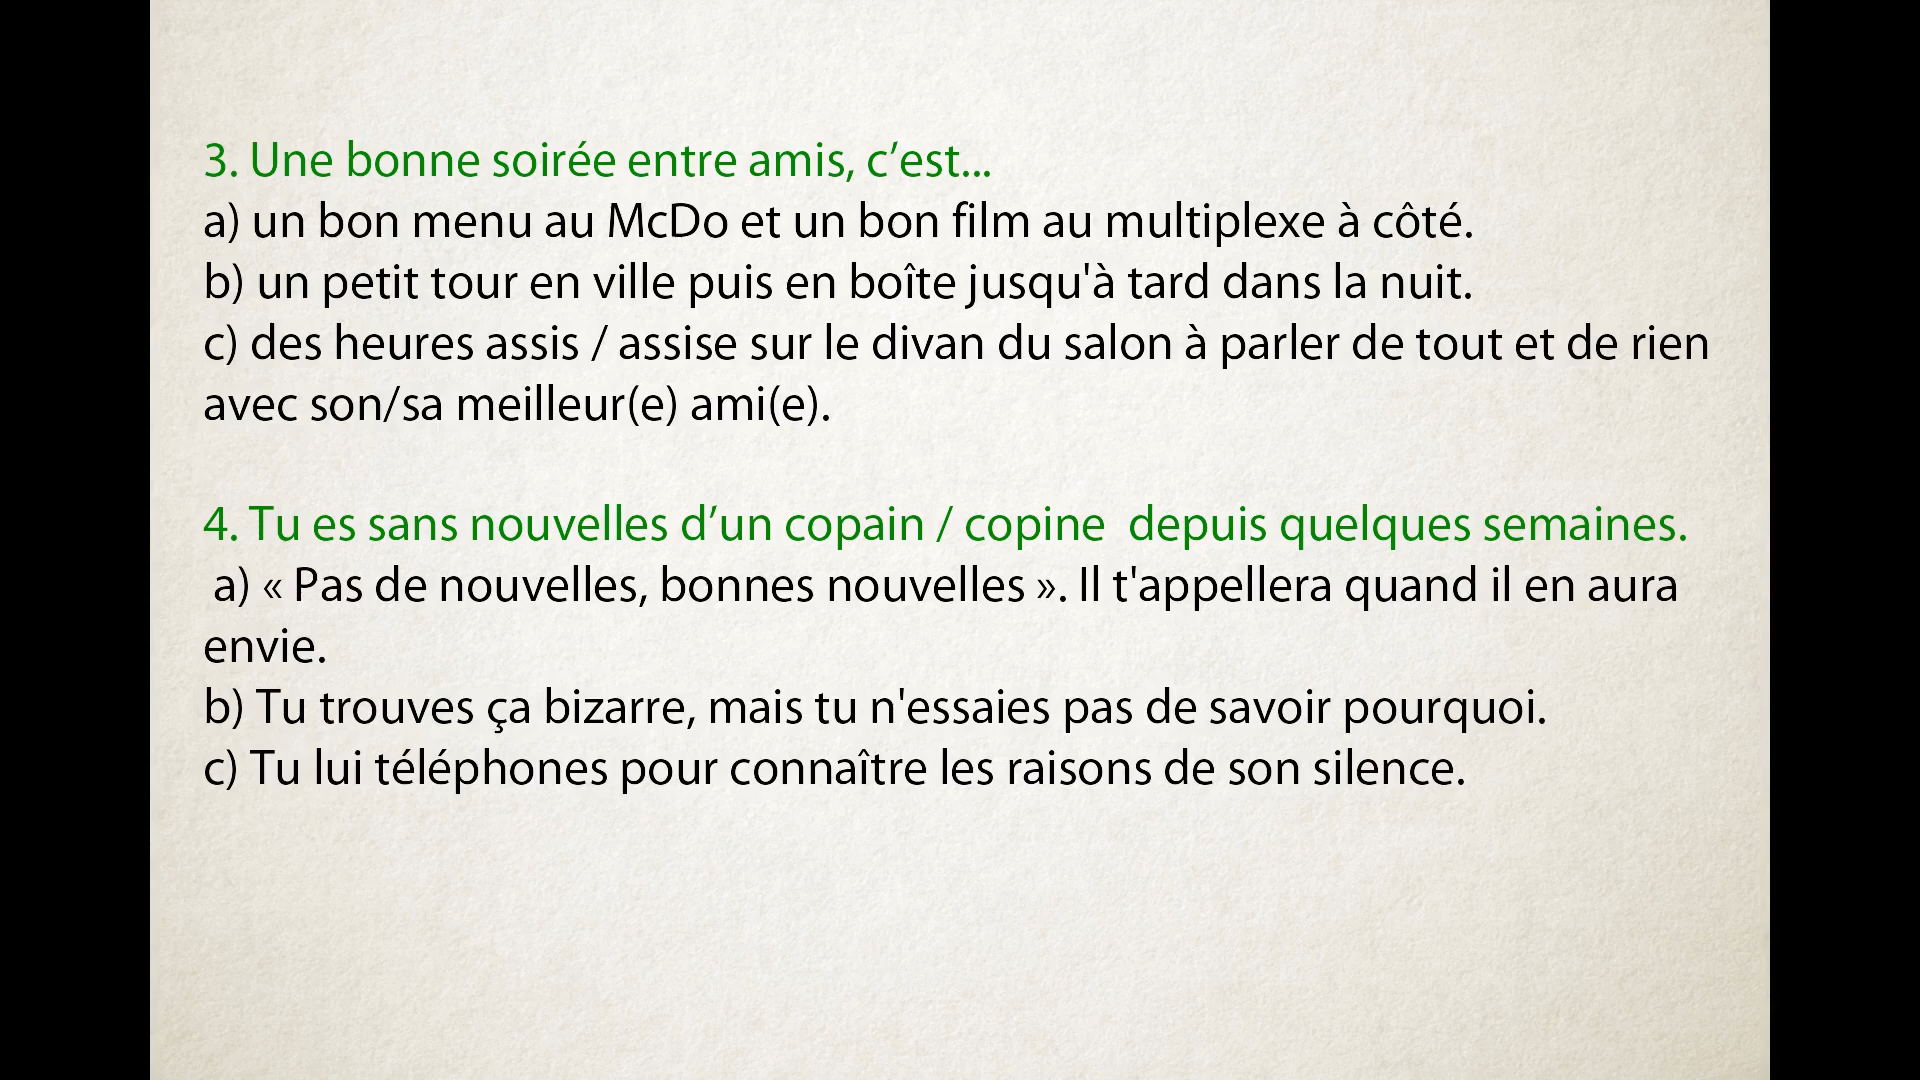 3. Une bonne soirée entre amis, c’est...
a) un bon menu au McDo et un bon film au multiplexe à côté.
b) un petit tour en ville puis en boîte jusqu'à tard dans la nuit.
c) des heures assis / assise sur le divan du salon à parler de tout et de rien
avec son/sa meilleur(e) ami(e).
4. Tu es sans nouvelles d’un copain / copine  depuis quelques semaines.
a) « Pas de nouvelles, bonnes nouvelles ». Il t'appellera quand il en aura
envie.
b) Tu trouves ça bizarre, mais tu n'essaies pas de savoir pourquoi.
c) Tu lui téléphones pour connaître les raisons de son silence.